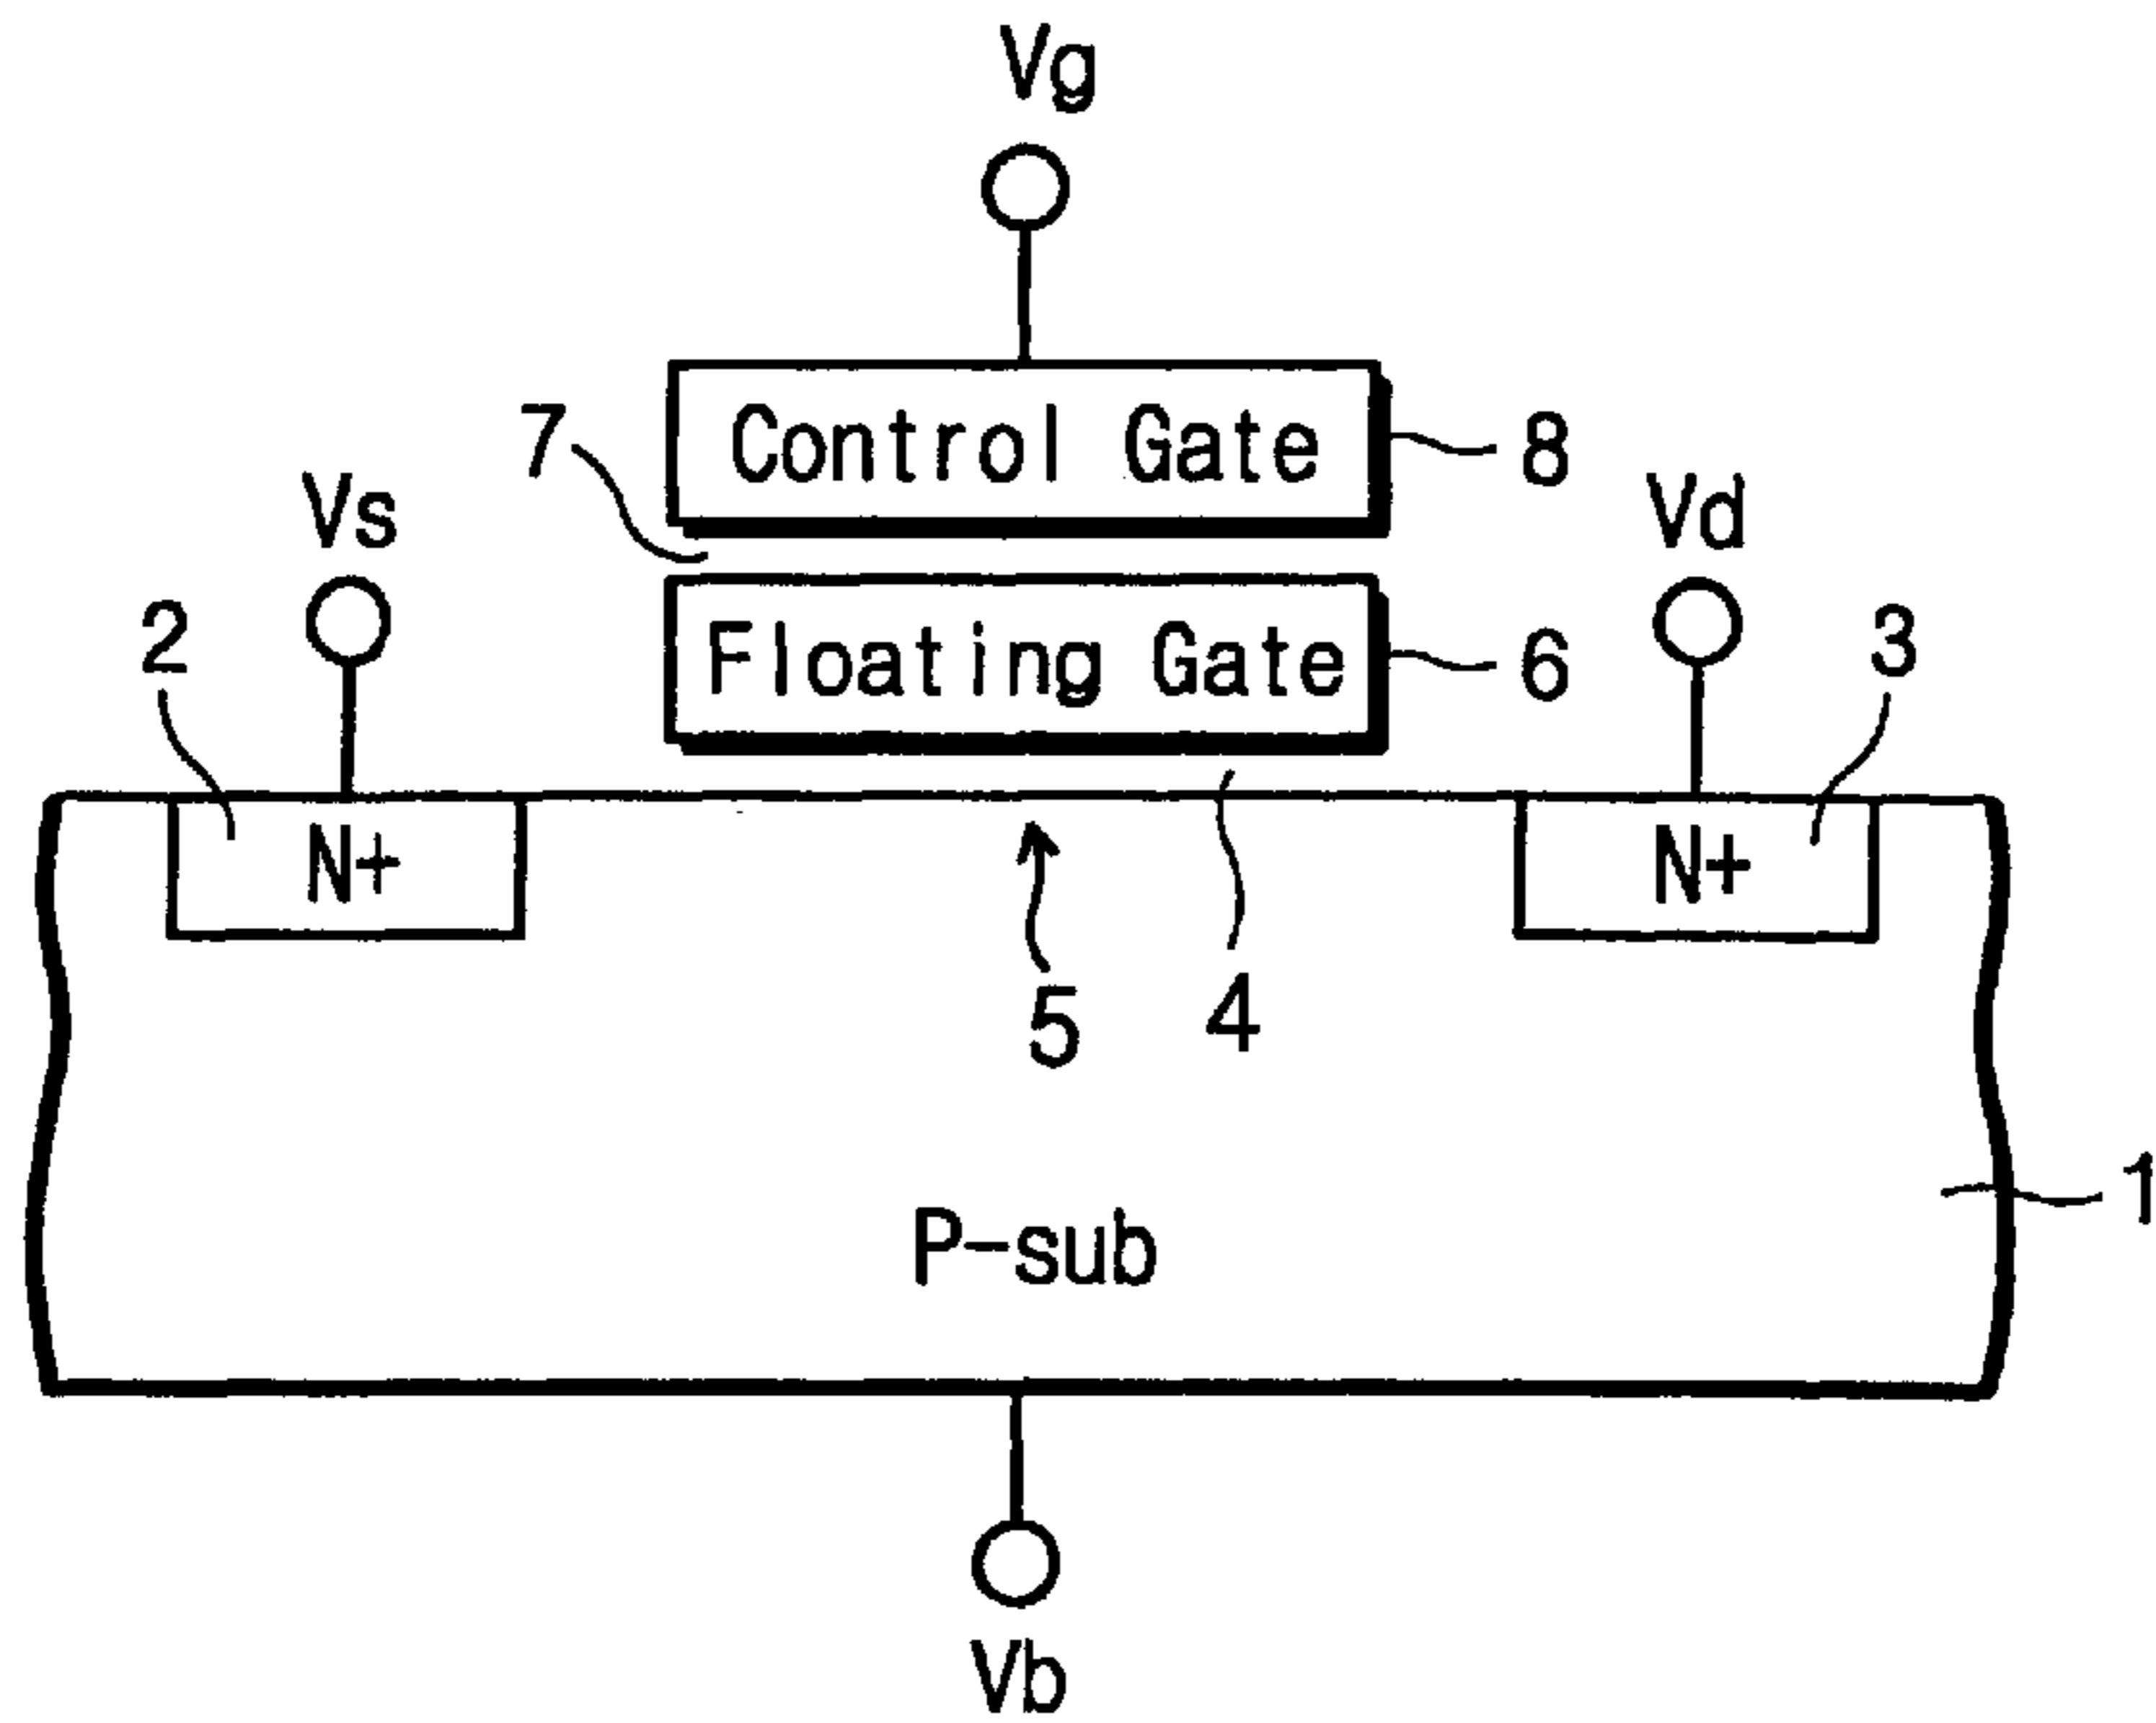 Vg
7
Control Gate
8
Vs
Vd
2
Floating Gate
6
3
N+
N+
5
4
1
P-sub
Vb